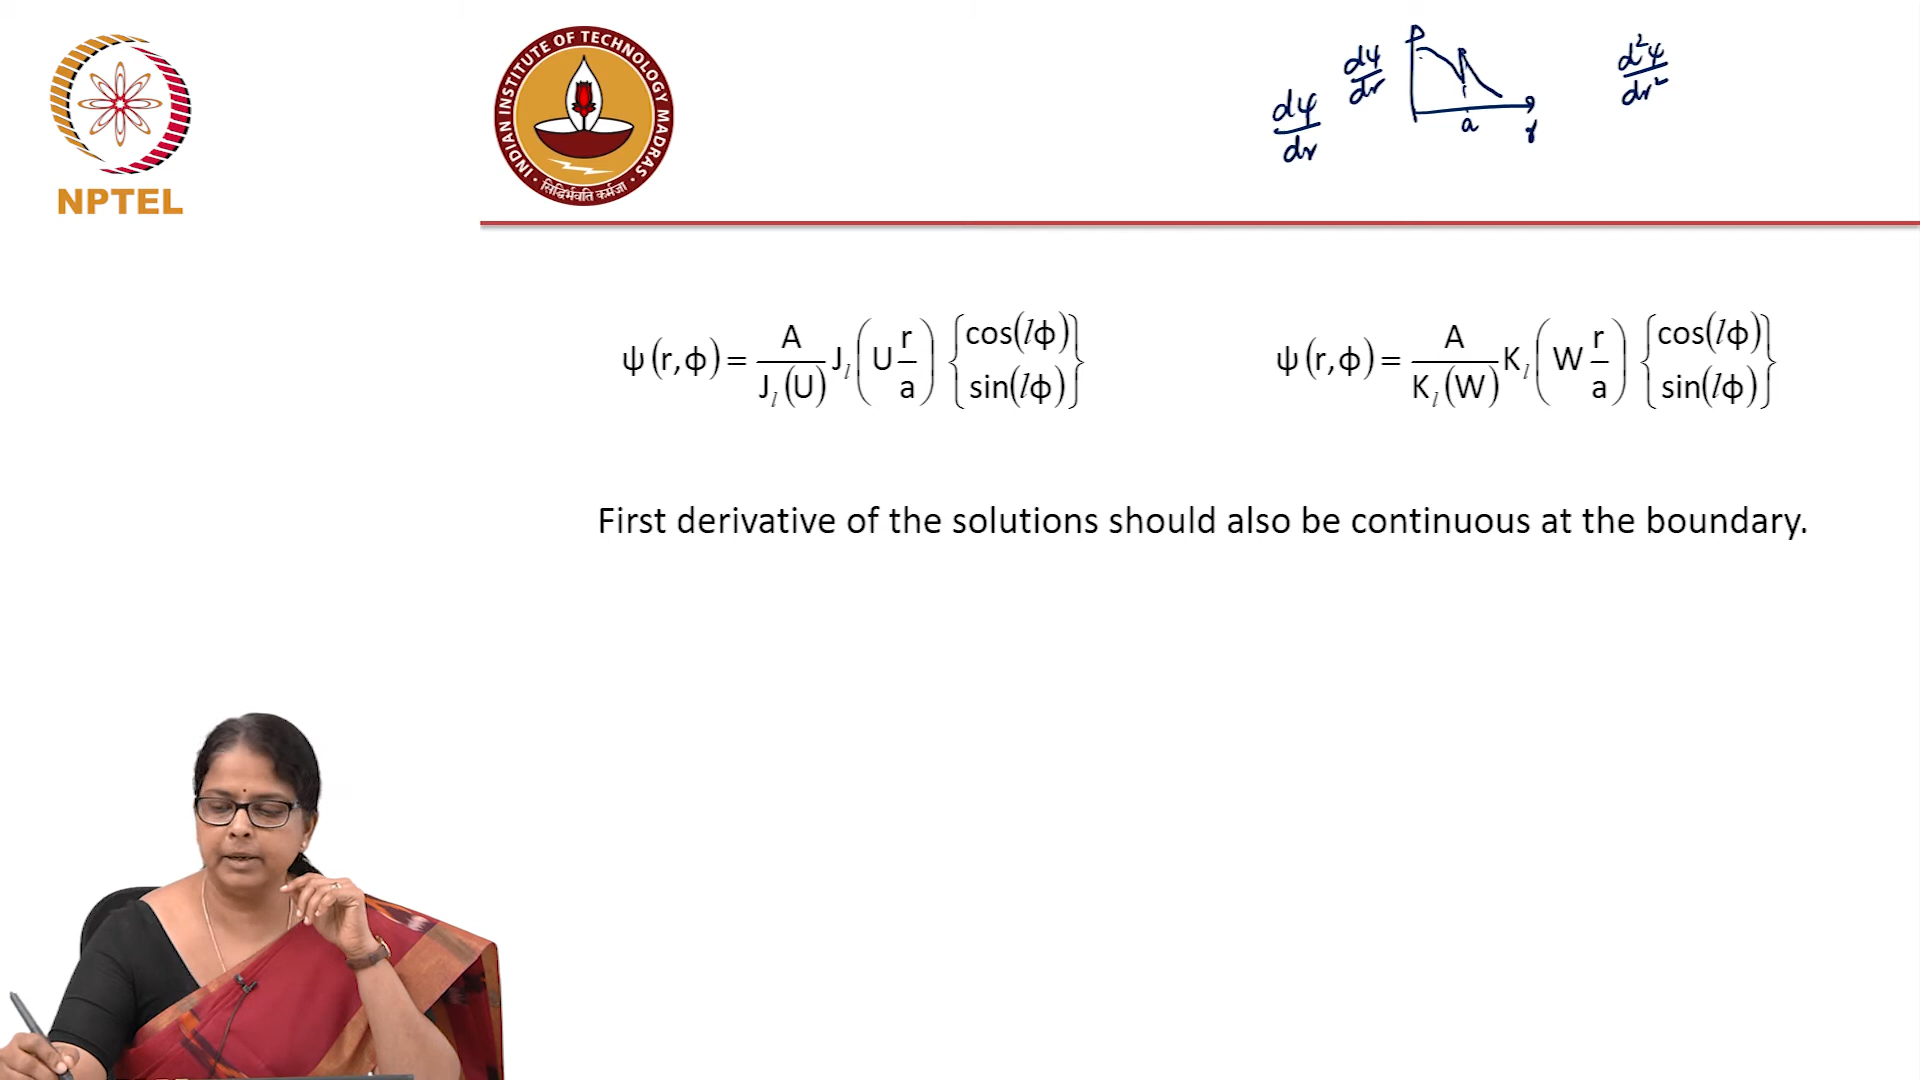 NPTEL
INDIAN INSTITUTE OF TECHNOLOGY MADRAS
सिद्धिर्भवति कर्मजा
dψ/dr
dψ/dr
a
r
d²ψ/dr²
ψ(r,ϕ) = A/J_l(U) J_l(U r/a) {cos(lϕ) sin(lϕ)}
ψ(r,ϕ) = A/K_l(W) K_l(W r/a) {cos(lϕ) sin(lϕ)}
First derivative of the solutions should also be continuous at the boundary.